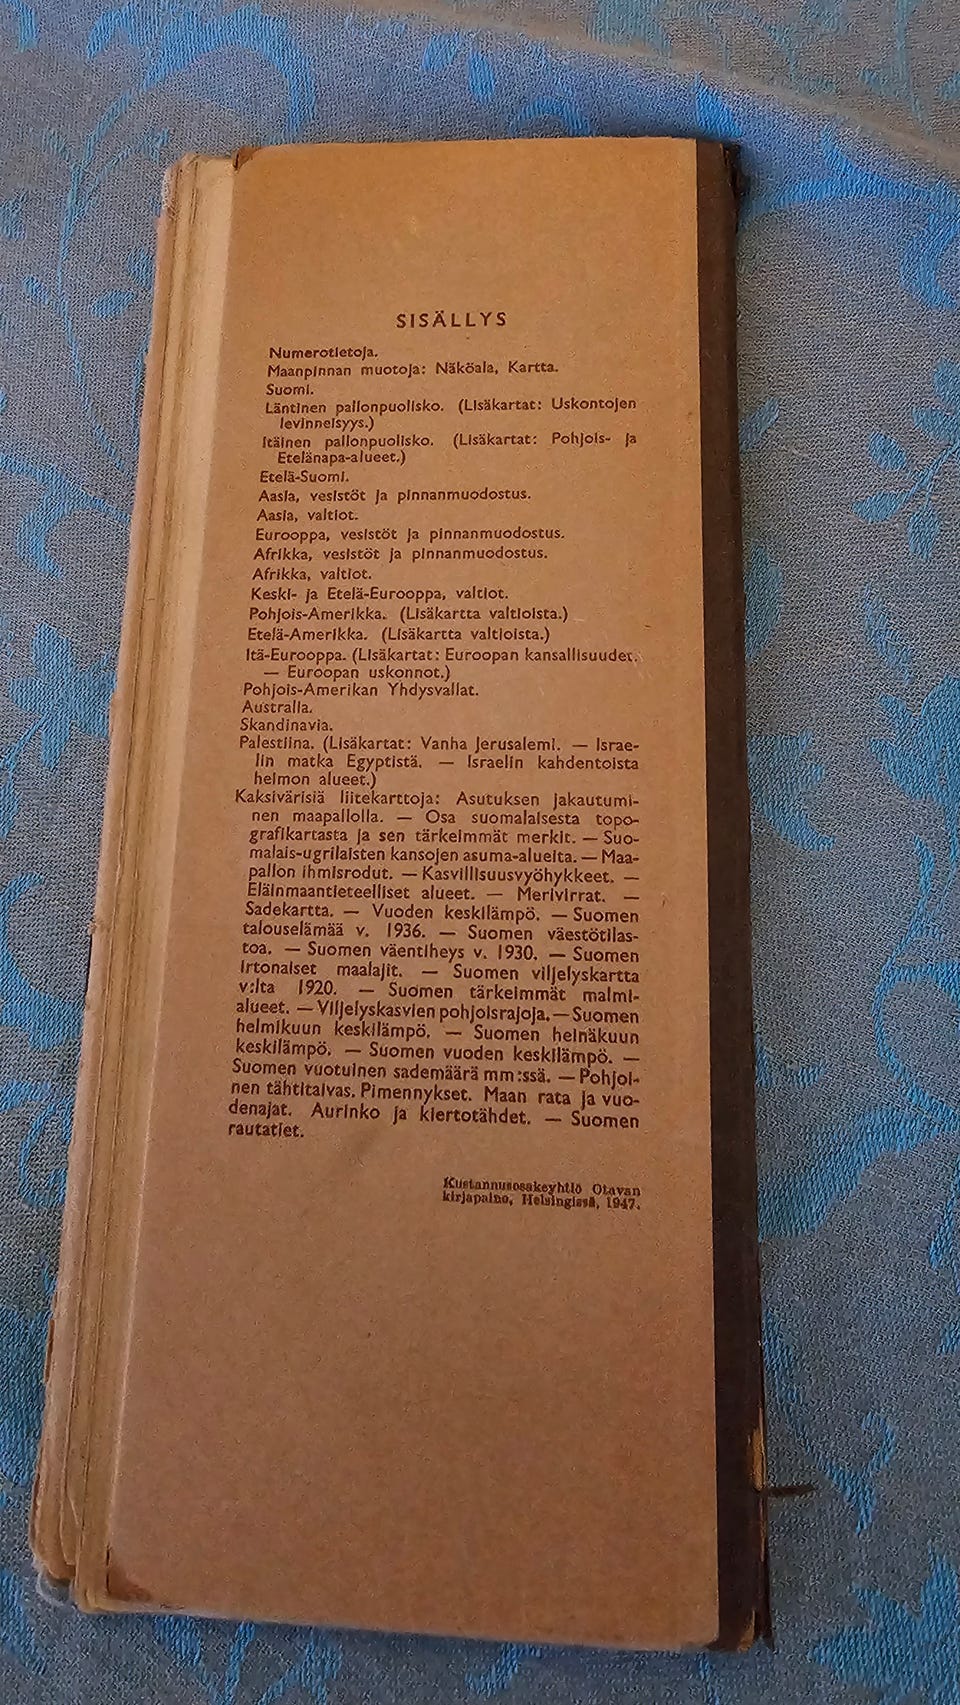 SISÄLLYS
Numerotietoja.
Maanpinnan muotoja: Näköala, Kartta.
Suomi.
Läntinen pallonpuolisko. (Lisäkartat: Uskontojen
levinneisyys.)
Itäinen pallonpuolisko. (Lisäkartat: Pohjois- ja
Etelänapa-alueet.)
Etelä-Suomi.
Aasia, vesistöt ja pinnanmuodostus.
Aasia, valtiot.
Eurooppa, vesistöt ja pinnanmuodostus.
Afrikka, vesistöt ja pinnanmuodostus.
Afrikka, valtiot.
Keski- ja Etelä-Eurooppa, valtiot.
Pohjois-Amerikka. (Lisäkartta valtioista.)
Etelä-Amerikka. (Lisäkartta valtioista.)
Itä-Eurooppa. (Lisäkartat: Euroopan kansallisuudet.
— Euroopan uskonnot.)
Pohjois-Amerikan Yhdysvallat.
Australia.
Skandinavia.
Palestiina. (Lisäkartat: Vanha Jerusalemi. — Israe-
lin matka Egyptistä. — Israelin kahdentoista
heimon alueet.)
Kaksivärisiä liitekarttoja: Asutuksen jakautumi-
nen maapallolla. — Osa suomalaisesta topo-
grafikartasta ja sen tärkeimmät merkit. — Suo-
malais-ugrilaisten kansojen asuma-alueita. — Maa-
pallon ihmisrodut. — Kasvillisuusvyöhykkeet. —
Eläinmaantieteelliset alueet. — Merivirrat. —
Sadekartta. — Vuoden keskilämpö. — Suomen
talouselämää v. 1936. — Suomen väestötilas-
toa. — Suomen väentiheys v. 1930. — Suomen
irtonaiset maalajit. — Suomen viljelyskartta
v:lta 1920. — Suomen tärkeimmät malmi-
alueet. — Viljelyskasvien pohjoisrajoja. — Suomen
helmikuun keskilämpö. — Suomen heinäkuun
keskilämpö. — Suomen vuoden keskilämpö. —
Suomen vuotuinen sademäärä mm:ssä. — Pohjoi-
nen tähtitaivas. Pimennykset. Maan rata ja vuo-
denajat. Aurinko ja kiertotähdet. — Suomen
rautatiet.
Kustannusosakeyhtiö Otavan
kirjapaino, Helsingissä, 1947.